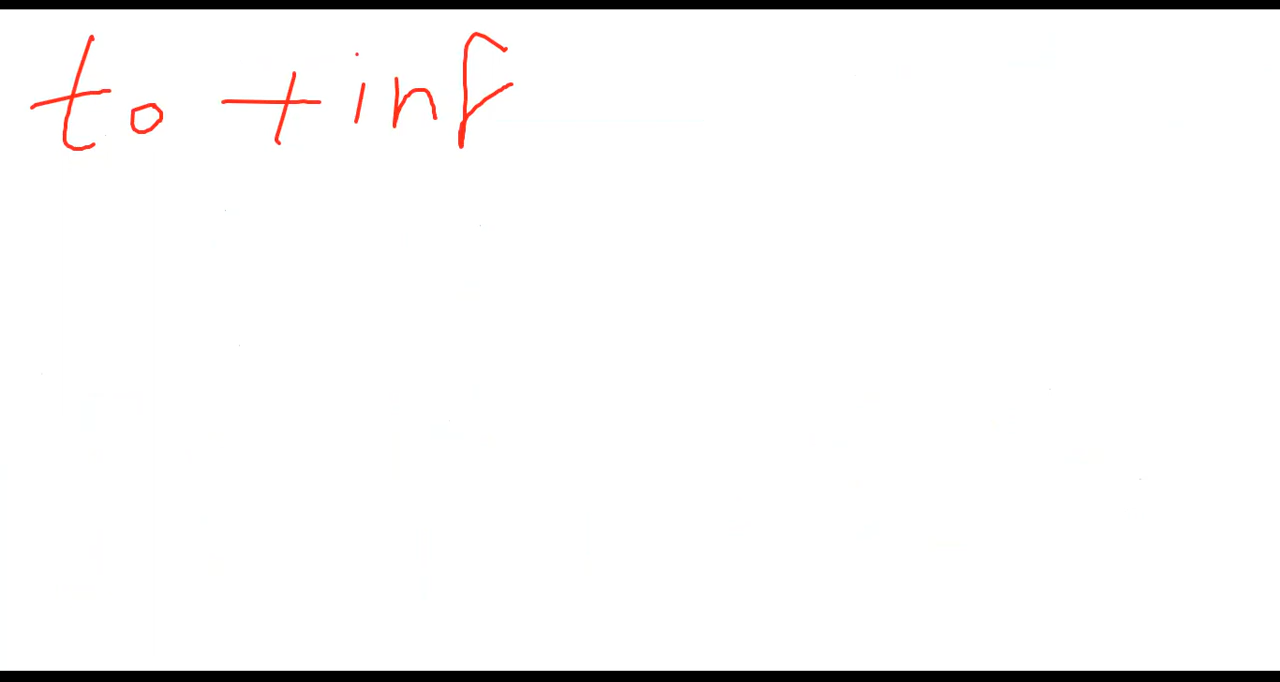 to + inf